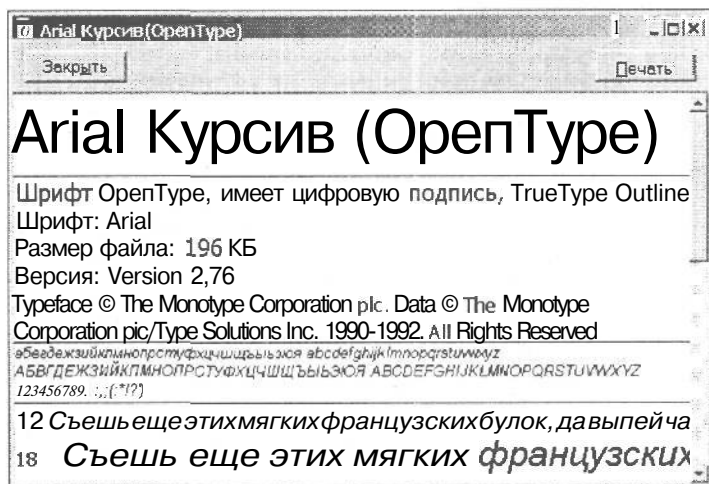 Arial Курсив(OpenType)
Закрыть Печать
Arial Курсив (OpenType)
Шрифт OpenType, имеет цифровую подпись, TrueType Outline
Шрифт: Arial
Размер файла: 196 КБ
Версия: Version 2,76
Typeface © The Monotype Corporation plc. Data © The Monotype
Corporation pic/Type Solutions Inc. 1990-1992. All Rights Reserved
абвгдежзийклмнопрстуфхцчшщъыьэюя abcdefghijklmnopqrstuvwxyz
АБВГДЕЖЗИЙКЛМНОПРСТУФХЦЧШЩЪЫЬЭЮЯ ABCDEFGHIJKLMNOPQRSTUVWXYZ
123456789. :,;(:*!?')
12 Съешь еще этих мягких французских булок, да выпей ча
18 Съешь еще этих мягких французских